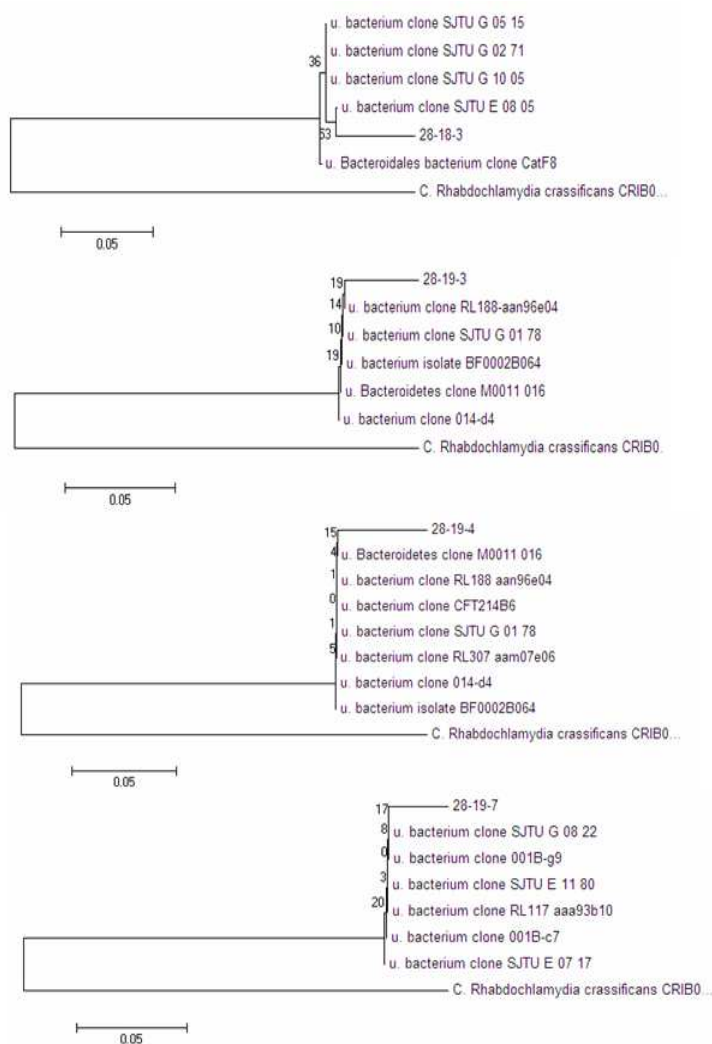 u. bacterium clone SJTU G 05 15
u. bacterium clone SJTU G 02 71
36
u. bacterium clone SJTU G 10 05
u. bacterium clone SJTU E 08 05
53
28-18-3
u. Bacteroidales bacterium clone CatF8
C. Rhabdochlamydia crassificans CRIB0...
0.05
19
28-19-3
14
u. bacterium clone RL188-aan96e04
10
u. bacterium clone SJTU G 01 78
19
u. bacterium isolate BF0002B064
u. Bacteroidetes clone M0011 016
u. bacterium clone 014-d4
C. Rhabdochlamydia crassificans CRIB0.
0.05
15
28-19-4
4
u. Bacteroidetes clone M0011 016
1
u. bacterium clone RL188 aan96e04
0
u. bacterium clone CFT214B6
1
u. bacterium clone SJTU G 01 78
5
u. bacterium clone RL307 aam07e06
u. bacterium clone 014-d4
u. bacterium isolate BF0002B064
C. Rhabdochlamydia crassificans CRIB0...
0.05
17
28-19-7
8
u. bacterium clone SJTU G 08 22
0
u. bacterium clone 001B-g9
3
u. bacterium clone SJTU E 11 80
20
u. bacterium clone RL117 aaa93b10
u. bacterium clone 001B-c7
u. bacterium clone SJTU E 07 17
C. Rhabdochlamydia crassificans CRIB0...
0.05